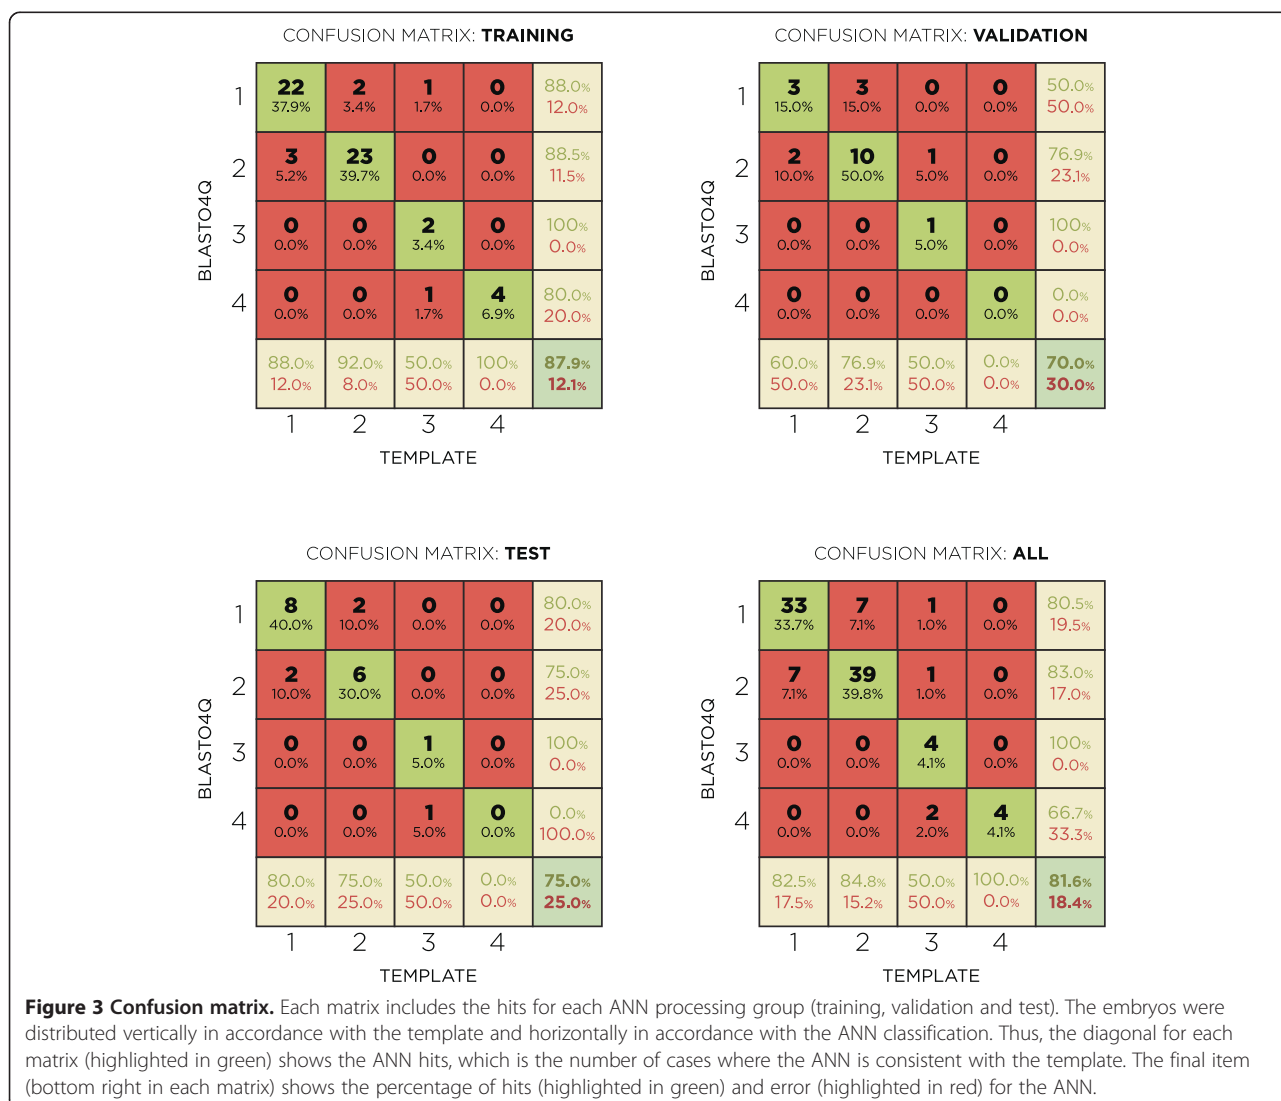 CONFUSION MATRIX: TRAINING
1 22 2 1 0 88.0%
37.9% 3.4% 1.7% 0.0% 12.0%
2 3 23 0 0 88.5%
5.2% 39.7% 0.0% 0.0% 11.5%
3 0 0 2 0 100%
0.0% 0.0% 3.4% 0.0% 0.0%
4 0 0 1 4 80.0%
0.0% 0.0% 1.7% 6.9% 20.0%
88.0% 92.0% 50.0% 100% 87.9%
12.0% 8.0% 50.0% 0.0% 12.1%
1 2 3 4
BLASTO4Q
TEMPLATE
CONFUSION MATRIX: VALIDATION
1 3 3 0 0 50.0%
15.0% 15.0% 0.0% 0.0% 50.0%
2 2 10 1 0 76.9%
10.0% 50.0% 5.0% 0.0% 23.1%
3 0 0 1 0 100%
0.0% 0.0% 5.0% 0.0% 0.0%
4 0 0 0 0 0.0%
0.0% 0.0% 0.0% 0.0% 0.0%
60.0% 76.9% 50.0% 0.0% 70.0%
50.0% 23.1% 50.0% 0.0% 30.0%
1 2 3 4
BLASTO4Q
TEMPLATE
CONFUSION MATRIX: TEST
1 8 2 0 0 80.0%
40.0% 10.0% 0.0% 0.0% 20.0%
2 2 6 0 0 75.0%
10.0% 30.0% 0.0% 0.0% 25.0%
3 0 0 1 0 100%
0.0% 0.0% 5.0% 0.0% 0.0%
4 0 0 1 0 0.0%
0.0% 0.0% 5.0% 0.0% 100.0%
80.0% 75.0% 50.0% 0.0% 75.0%
20.0% 25.0% 50.0% 0.0% 25.0%
1 2 3 4
BLASTO4Q
TEMPLATE
CONFUSION MATRIX: ALL
1 33 7 1 0 80.5%
33.7% 7.1% 1.0% 0.0% 19.5%
2 7 39 1 0 83.0%
7.1% 39.8% 1.0% 0.0% 17.0%
3 0 0 4 0 100%
0.0% 0.0% 4.1% 0.0% 0.0%
4 0 0 2 4 66.7%
0.0% 0.0% 2.0% 4.1% 33.3%
82.5% 84.8% 50.0% 100.0% 81.6%
17.5% 15.2% 50.0% 0.0% 18.4%
1 2 3 4
BLASTO4Q
TEMPLATE
Figure 3 Confusion matrix. Each matrix includes the hits for each ANN processing group (training, validation and test). The embryos were
distributed vertically in accordance with the template and horizontally in accordance with the ANN classification. Thus, the diagonal for each
matrix (highlighted in green) shows the ANN hits, which is the number of cases where the ANN is consistent with the template. The final item
(bottom right in each matrix) shows the percentage of hits (highlighted in green) and error (highlighted in red) for the ANN.